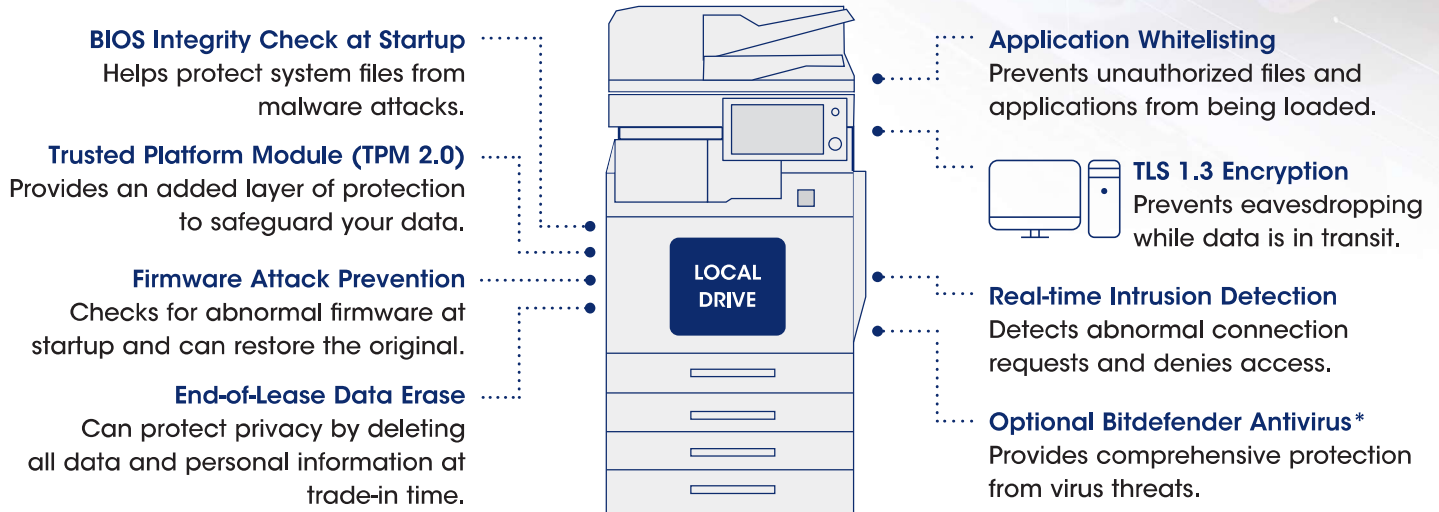 BIOS Integrity Check at Startup
Helps protect system files from
malware attacks.
Trusted Platform Module (TPM 2.0)
Provides an added layer of protection
to safeguard your data.
Firmware Attack Prevention
Checks for abnormal firmware at
startup and can restore the original.
End-of-Lease Data Erase
Can protect privacy by deleting
all data and personal information at
trade-in time.
LOCAL
DRIVE
Application Whitelisting
Prevents unauthorized files and
applications from being loaded.
TLS 1.3 Encryption
Prevents eavesdropping
while data is in transit.
Real-time Intrusion Detection
Detects abnormal connection
requests and denies access.
Optional Bitdefender Antivirus*
Provides comprehensive protection
from virus threats.